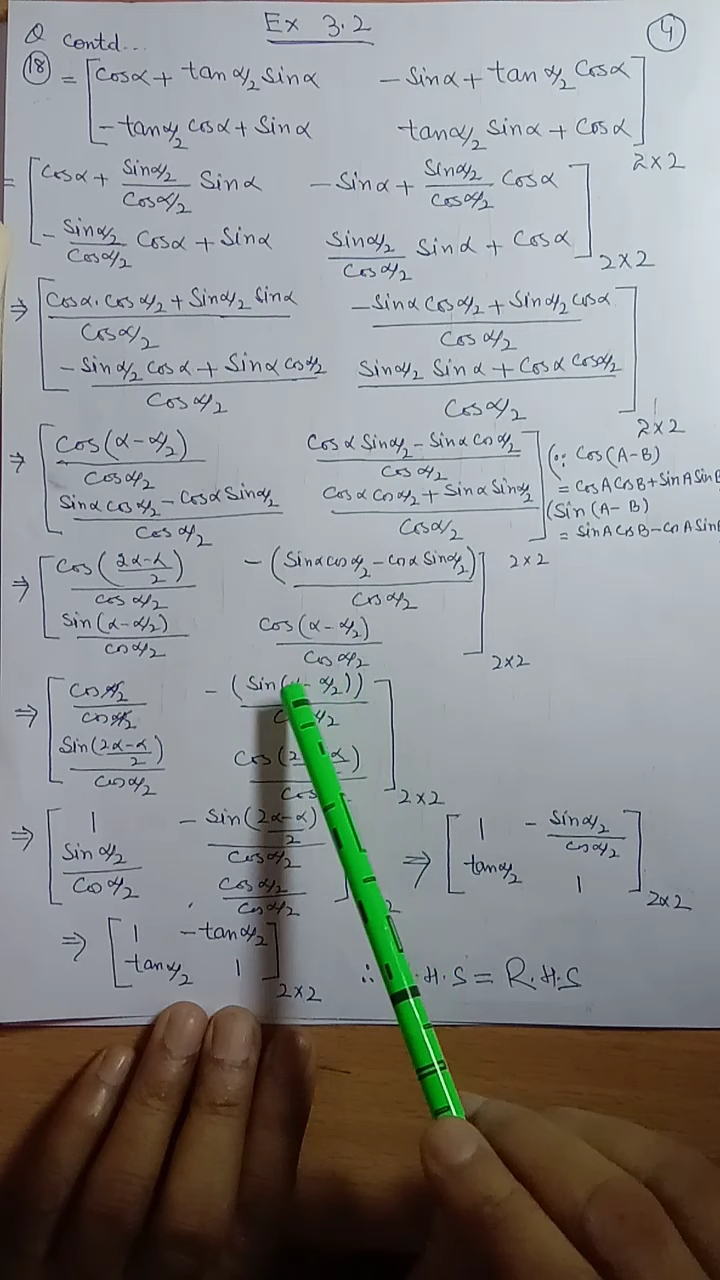 Ex 3.2
4
Q contd...
18 = [cosα + tanα/2 sinα    -sinα + tanα/2 cosα]
[-tanα/2 cosα + sinα    tanα/2 sinα + cosα] 2×2
= [cosα + sinα/2 / cosα/2 sinα    -sinα + sinα/2 / cosα/2 cosα]
[-sinα/2 / cosα/2 cosα + sinα    sinα/2 / cosα/2 sinα + cosα] 2×2
⇒ [cosα.cosα/2 + sinα/2 sinα / cosα/2    -sinα cosα/2 + sinα/2 cosα / cosα/2]
[-sinα/2 cosα + sinα cosα/2 / cosα/2    sinα/2 sinα + cosα cosα/2 / cosα/2] 2×2
⇒ [cos(α-α/2) / cosα/2    cosα sinα/2 - sinα cosα/2 / cosα/2]
[sinα cosα/2 - cosα sinα/2 / cosα/2    cosα cosα/2 + sinα sinα/2 / cosα/2] 2×2
(∵ cos(A-B)
= cosA cosB + sinA sinB
(sin(A-B)
= sinA cosB - cosA sinB
⇒ [cos(2α-α/2) / cosα/2    -(sinα cosα/2 - cosα sinα/2) / cosα/2]
[sin(α-α/2) / cosα/2    cos(α-α/2) / cosα/2] 2×2
⇒ [cosα/2 / cosα/2    -(sin( - α/2)) / α/2]
[sin(2α-α/2) / cosα/2    cos(2 α) / cos] 2×2
⇒ [1    -sin(2α-α)/2 / cosα/2]
[sinα/2 / cosα/2    cosα/2 / cosα/2] 2
⇒ [1    -sinα/2 / cosα/2]
[tanα/2    1] 2×2
⇒ [1    -tanα/2]
[tanα/2    1] 2×2
∴ .H.S = R.H.S